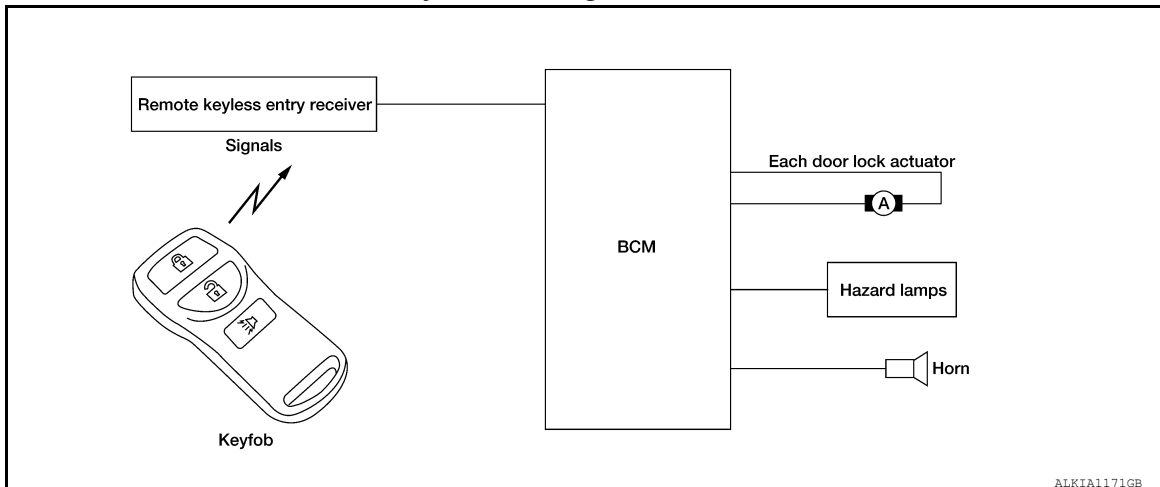 Remote keyless entry receiver
Signals
Each door lock actuator
A
BCM
Hazard lamps
Horn
Keyfob
ALKIA1171GB